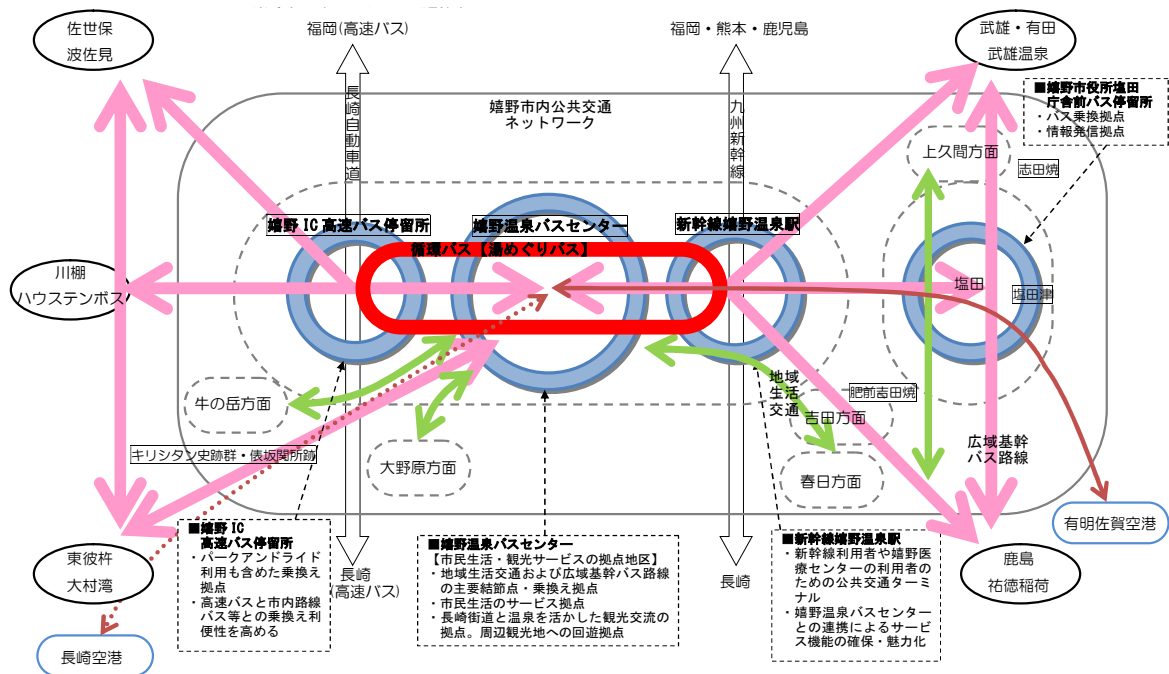 佐世保
波佐見
福岡(高速バス)
福岡・熊本・鹿児島
武雄・有田
武雄温泉
長崎自動車道
嬉野市内公共交通
ネットワーク
九州新幹線
■嬉野市役所塩田
庁舎前バス停留所
・バス乗換拠点
・情報発信拠点
上久間方面
志田焼
嬉野 IC 高速バス停留所
嬉野温泉バスセンター
新幹線嬉野温泉駅
循環バス【湯めぐりバス】
川棚
ハウステンボス
塩田
塩田津
牛の岳方面
地域
生活
交通
肥前吉田焼
吉田方面
キリシタン史跡群・俵坂関所跡
大野原方面
春日方面
広域基幹
バス路線
有明佐賀空港
東彼杵
大村湾
長崎空港
■嬉野 IC
高速バス停留所
・パークアンドライド
利用も含めた乗換え
拠点
・高速バスと市内路線
バス等との乗換え利
便性を高める
長崎
(高速バス)
■嬉野温泉バスセンター
【市民生活・観光サービスの拠点地区】
・地域生活交通および広域基幹バス路線
の主要結節点・乗換え拠点
・市民生活のサービス拠点
・長崎街道と温泉を活かした観光交流の
拠点。周辺観光地への回遊拠点
長崎
■新幹線嬉野温泉駅
・新幹線利用者や嬉野医
療センターの利用者
のための公共交通ターミ
ナル
・嬉野温泉バスセンター
との連携によるサービ
ス機能の確保・魅力化
鹿島
祐徳稲荷